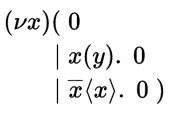 (νx)( 0
| x(y). 0
| x̅⟨x⟩. 0 )